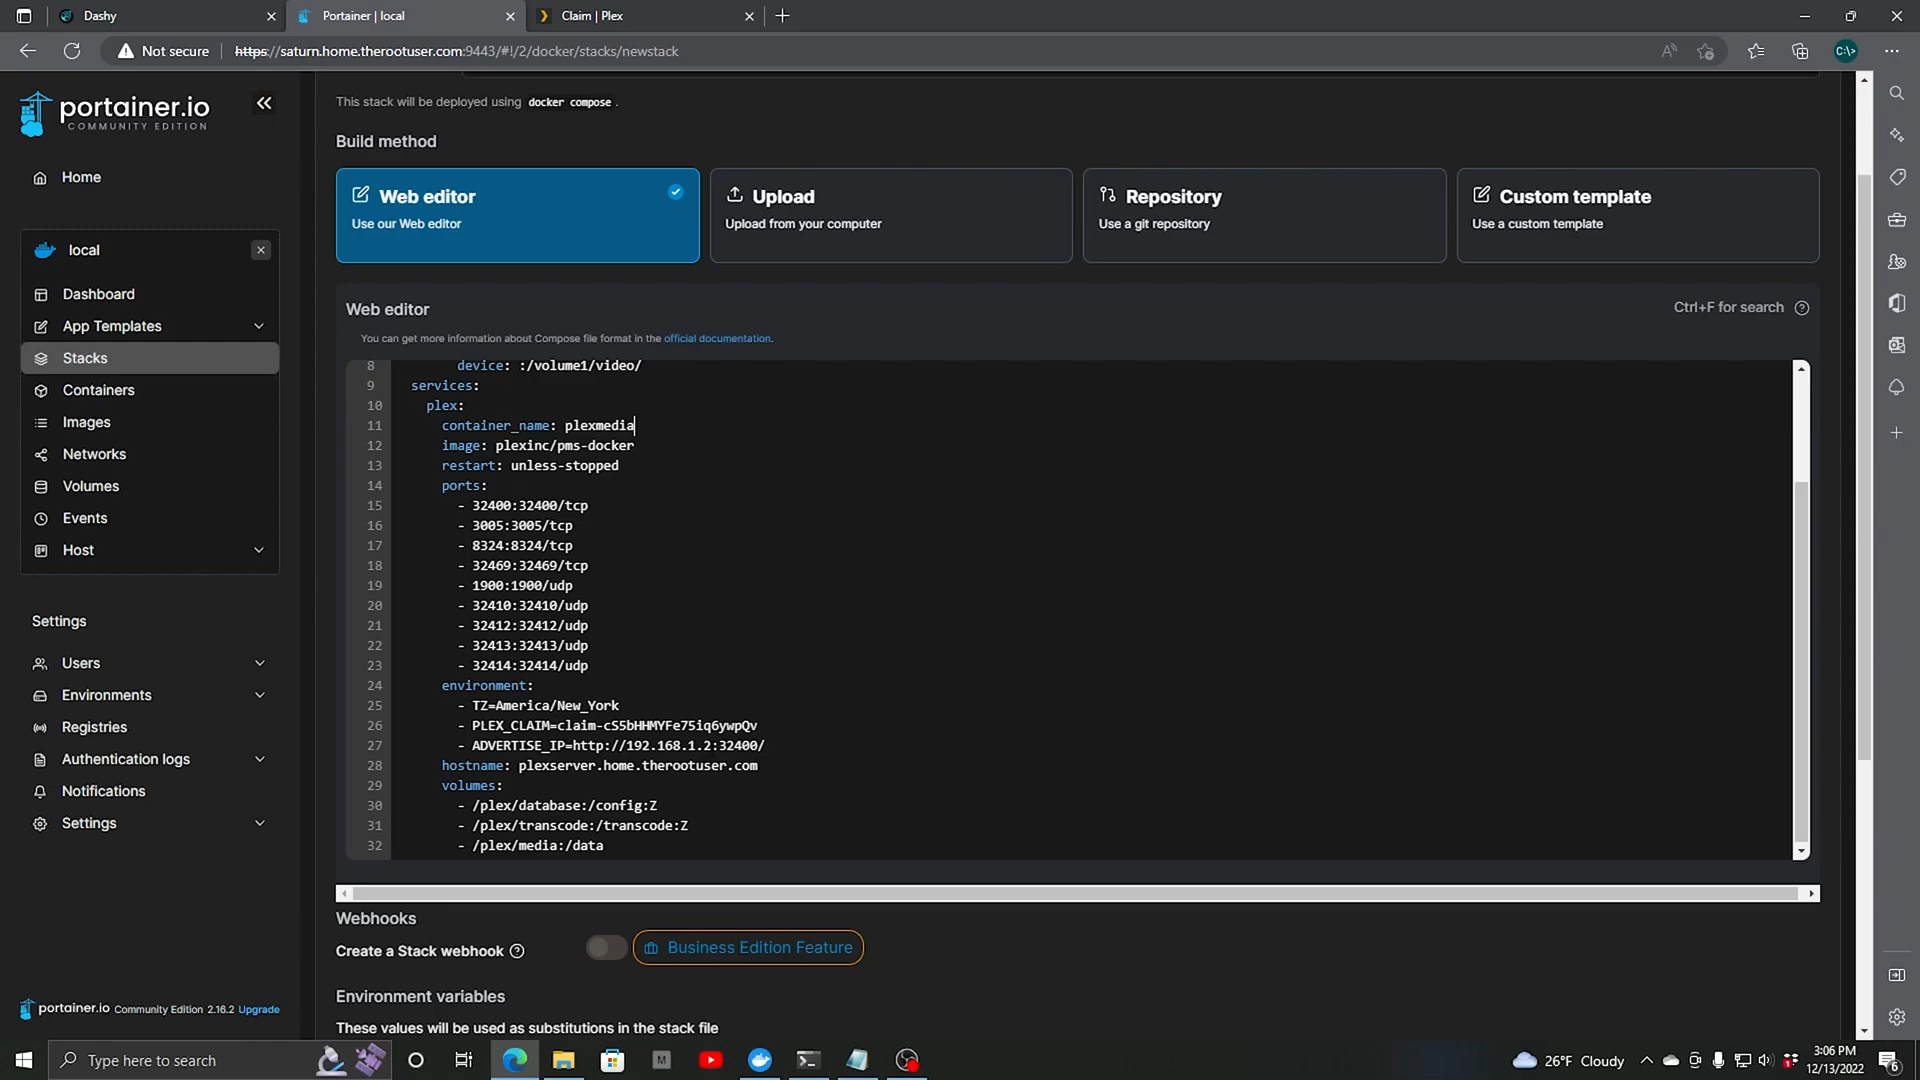 Dashy
Portainer | local
Claim | Plex
Not secure
https://saturn.home.therootuser.com:9443/#!/2/docker/stacks/newstack
portainer.io
COMMUNITY EDITION
Home
local
Dashboard
App Templates
Stacks
Containers
Images
Networks
Volumes
Events
Host
Settings
Users
Environments
Registries
Authentication logs
Notifications
Settings
portainer.io Community Edition 2.16.2 Upgrade
This stack will be deployed using docker compose .
Build method
Web editor
Use our Web editor
Upload
Upload from your computer
Repository
Use a git repository
Custom template
Use a custom template
Web editor
Ctrl+F for search
You can get more information about Compose file format in the official documentation.
8 device: :/volume1/video/
9 services:
10 plex:
11 container_name: plexmedia
12 image: plexinc/pms-docker
13 restart: unless-stopped
14 ports:
15 - 32400:32400/tcp
16 - 3005:3005/tcp
17 - 8324:8324/tcp
18 - 32469:32469/tcp
19 - 1900:1900/udp
20 - 32410:32410/udp
21 - 32412:32412/udp
22 - 32413:32413/udp
23 - 32414:32414/udp
24 environment:
25 - TZ=America/New_York
26 - PLEX_CLAIM=claim-cS5bHHMYFe75iq6ywpQv
27 - ADVERTISE_IP=http://192.168.1.2:32400/
28 hostname: plexserver.home.therootuser.com
29 volumes:
30 - /plex/database:/config:Z
31 - /plex/transcode:/transcode:Z
32 - /plex/media:/data
Webhooks
Create a Stack webhook
Business Edition Feature
Environment variables
These values will be used as substitutions in the stack file
Type here to search
26°F Cloudy
3:06 PM
12/13/2022
6